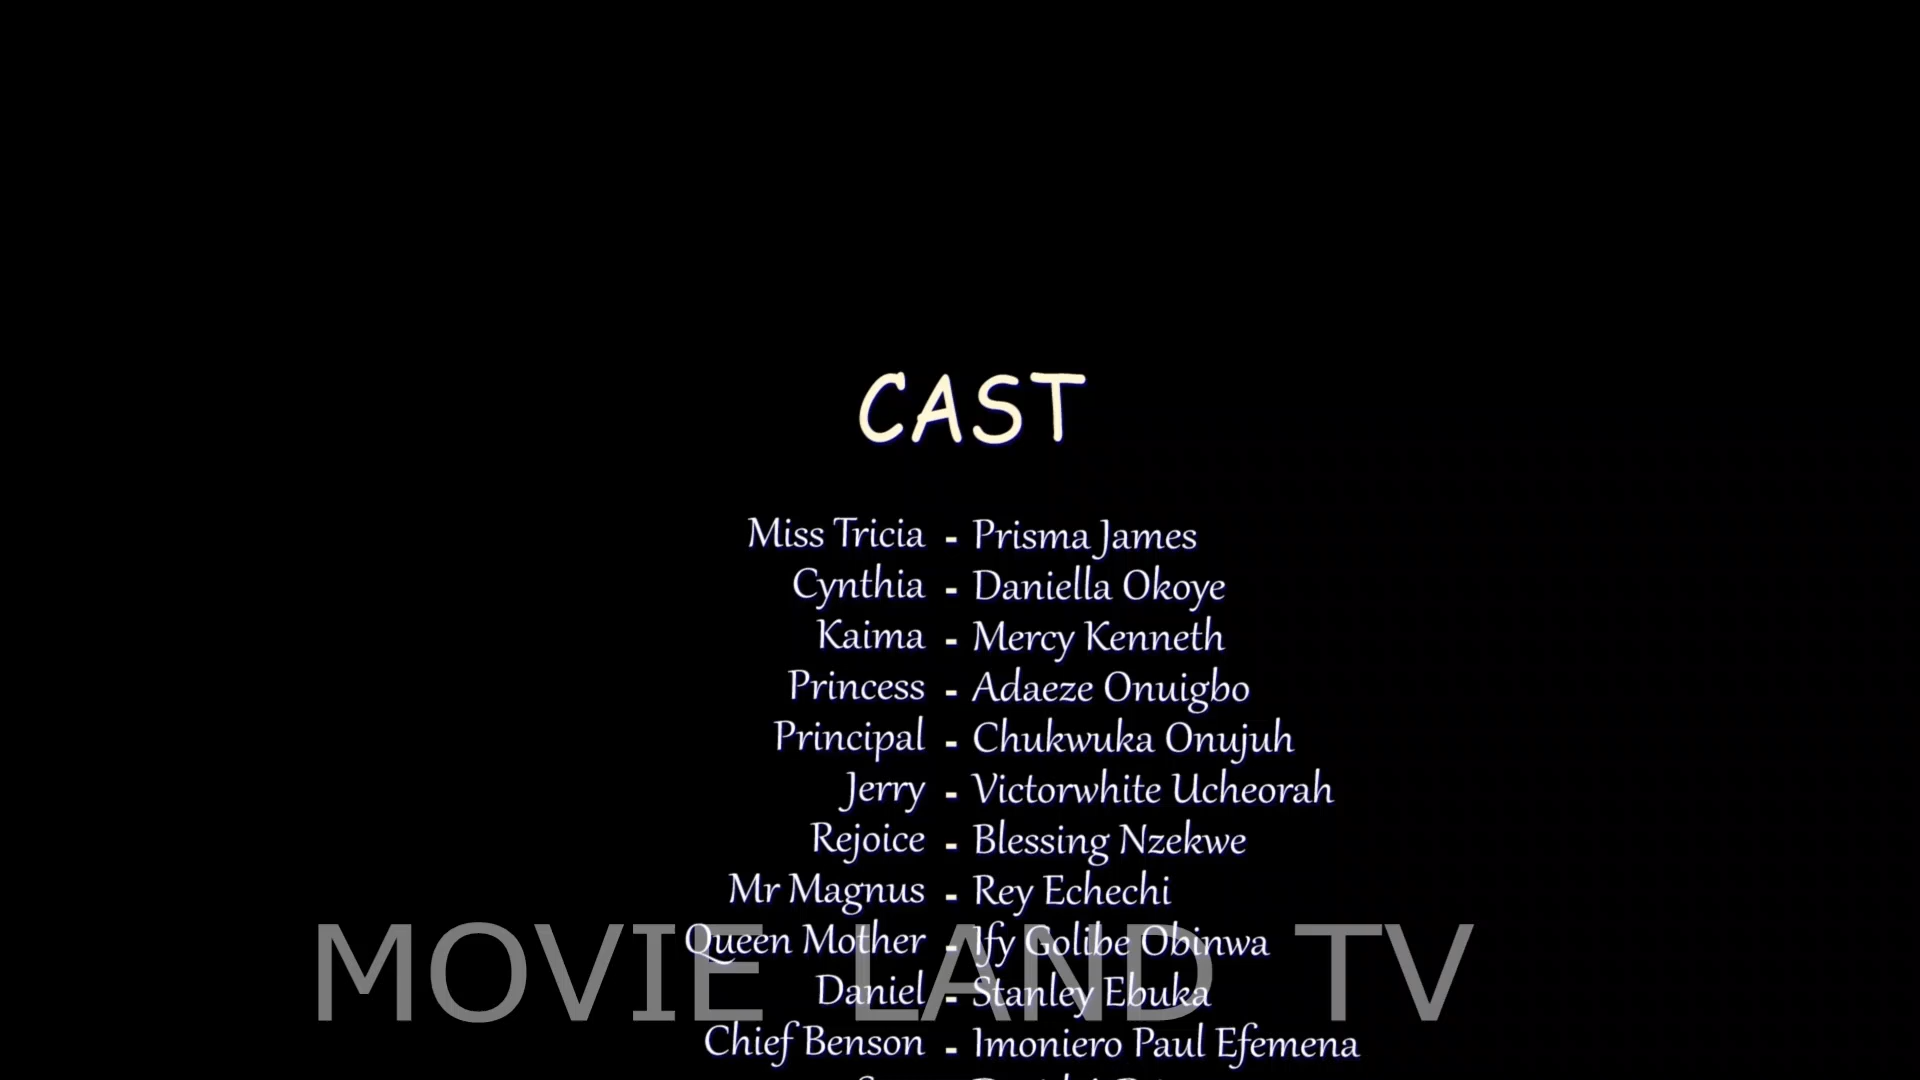 CAST
Miss Tricia - Prisma James
Cynthia - Daniella Okoye
Kaima - Mercy Kenneth
Princess - Adaeze Onuigbo
Principal - Chukwuka Onujuh
Jerry - Victorwhite Ucheorah
Rejoice - Blessing Nzekwe
Mr Magnus - Rey Echechi
Queen Mother - Ify Golibe Obinwa
MOVIE LAND TV
Daniel - Stanley Ebuka
Chief Benson - Imoniero Paul Efemena